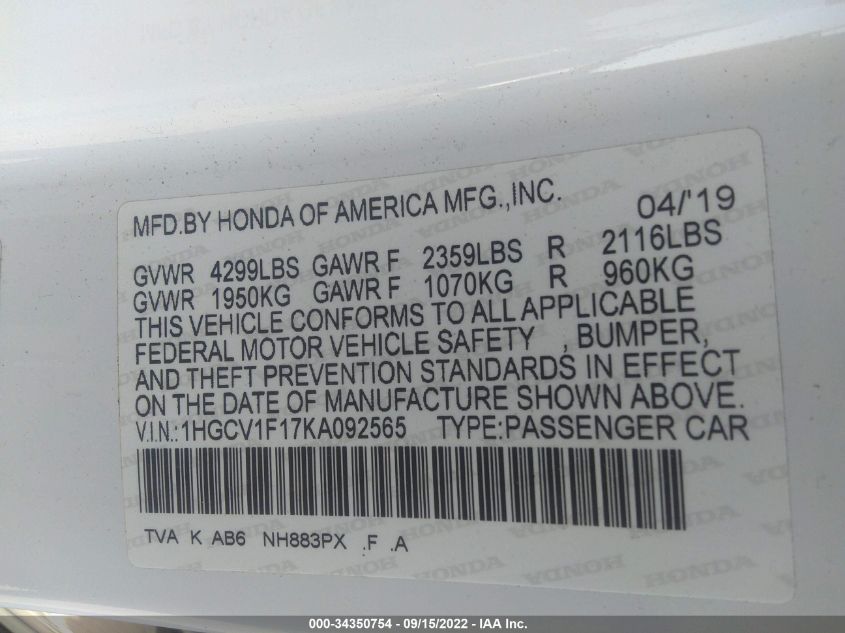 MFD.BY HONDA OF AMERICA MFG.,INC. 04/'19
GVWR 4299LBS GAWR F 2359LBS R 2116LBS
GVWR 1950KG GAWR F 1070KG R 960KG
THIS VEHICLE CONFORMS TO ALL APPLICABLE
FEDERAL MOTOR VEHICLE SAFETY , BUMPER,
AND THEFT PREVENTION STANDARDS IN EFFECT
ON THE DATE OF MANUFACTURE SHOWN ABOVE.
V.I.N.:1HGCV1F17KA092565 TYPE:PASSENGER CAR
TVA K AB6 NH883PX .F .A
000-34350754 - 09/15/2022 - IAA Inc.